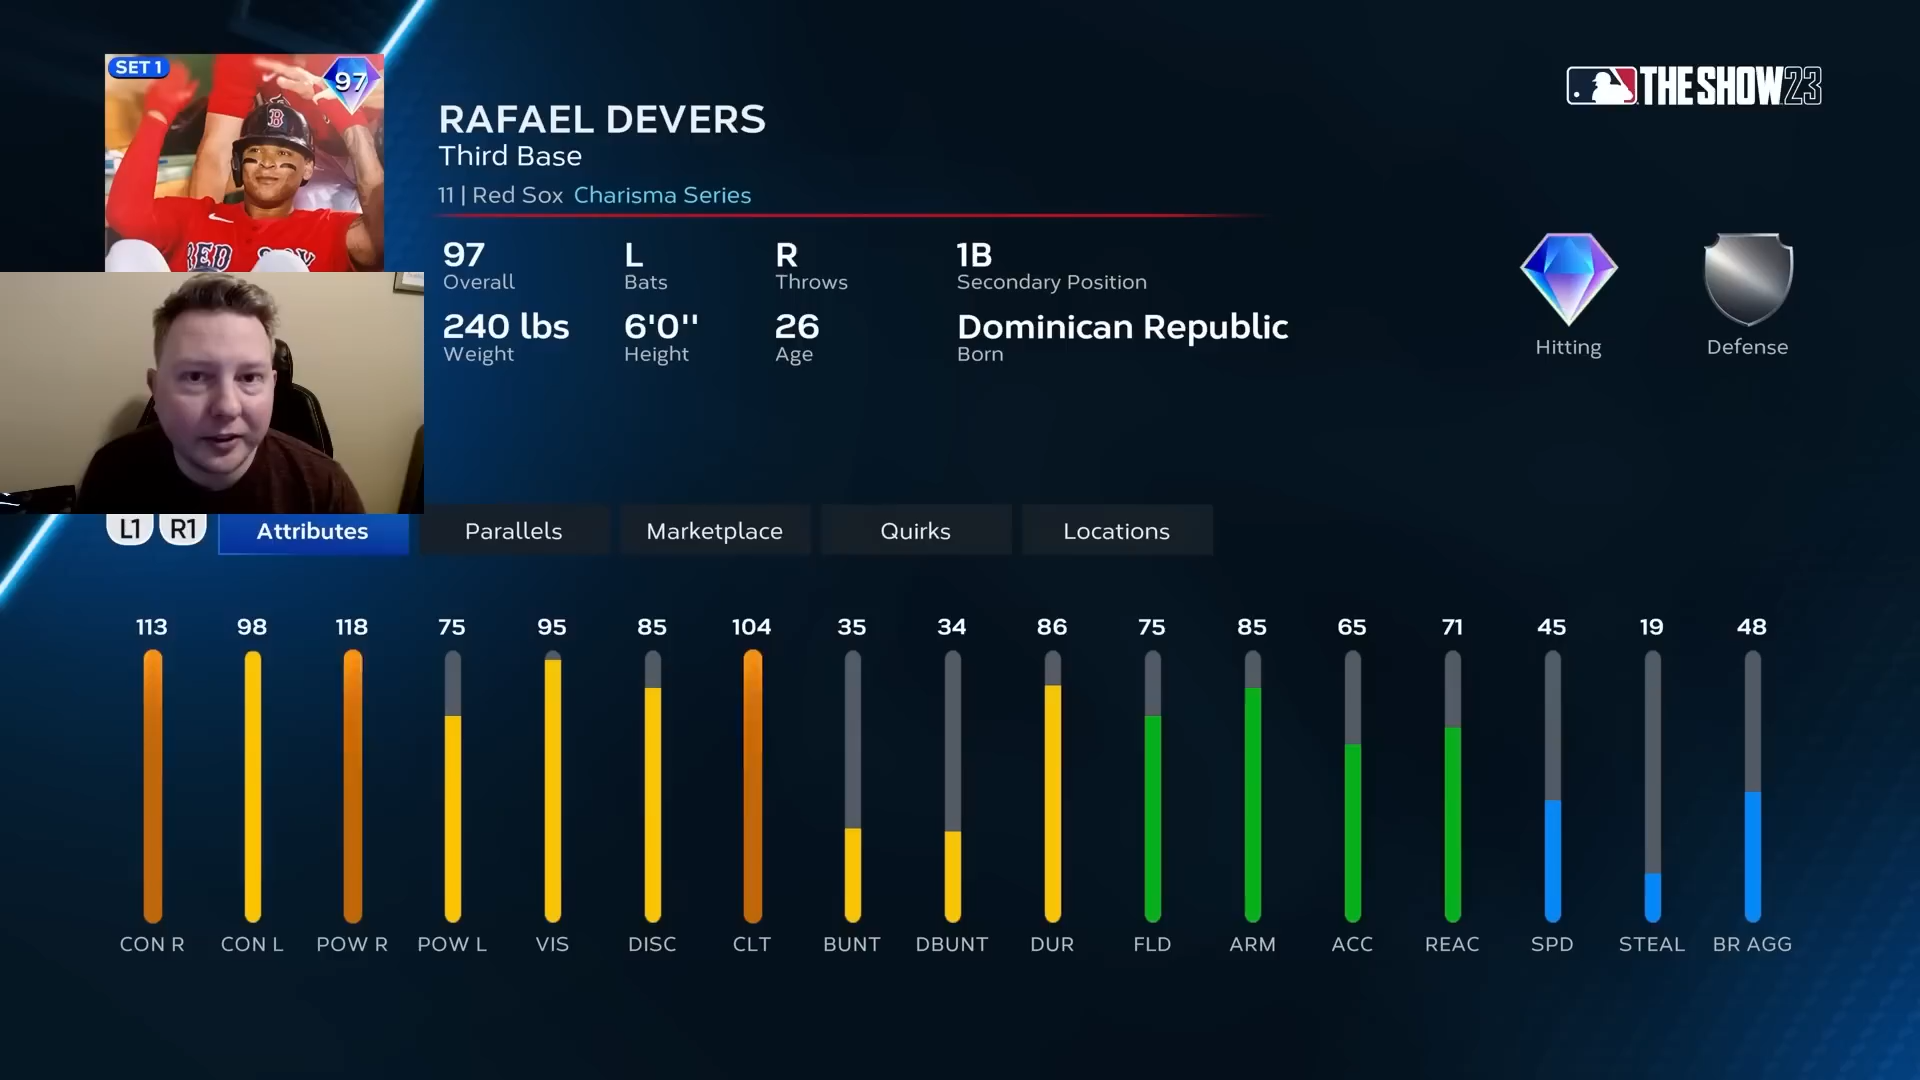 SET 1
97
B
RED SOX
THE SHOW 23
RAFAEL DEVERS
Third Base
11 | Red Sox Charisma Series
97 L R 1B
Overall Bats Throws Secondary Position
240 lbs 6'0'' 26 Dominican Republic
Weight Height Age Born
Hitting Defense
L1 R1 Attributes Parallels Marketplace Quirks Locations
113 98 118 75 95 85 104 35 34 86 75 85 65 71 45 19 48
CON R CON L POW R POW L VIS DISC CLT BUNT DBUNT DUR FLD ARM ACC REAC SPD STEAL BR AGG